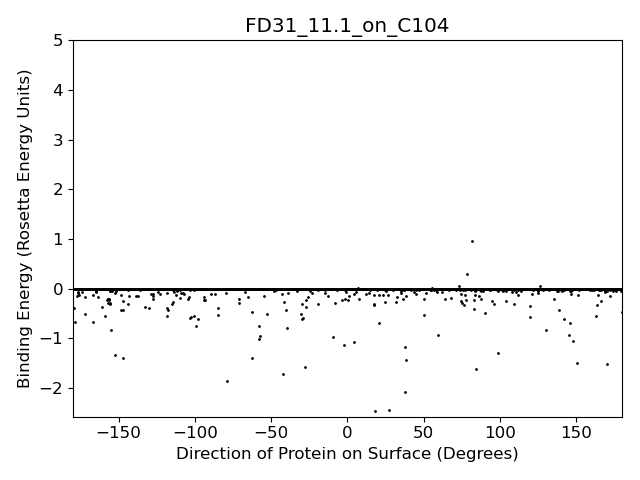 FD31_11.1_on_C104
Binding Energy (Rosetta Energy Units)
5
4
3
2
1
0
−1
−2
−150 −100 −50 0 50 100 150
Direction of Protein on Surface (Degrees)